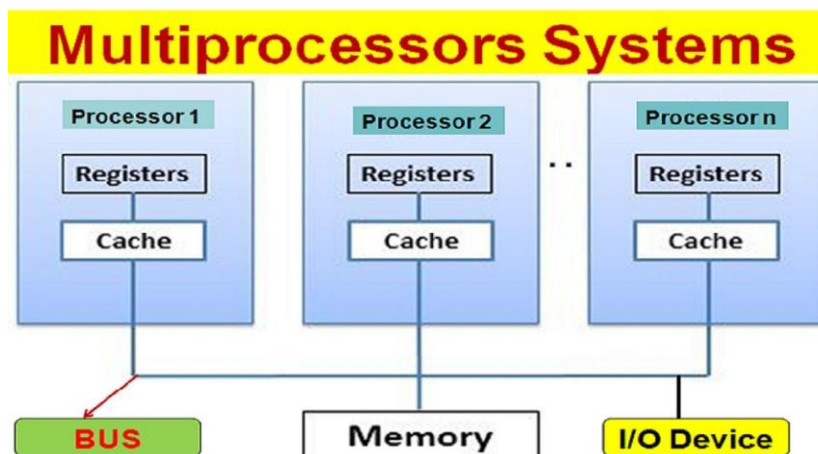 Multiprocessors Systems
Processor 1
Processor 2
Processor n
Registers
Registers
. .
Registers
Cache
Cache
Cache
BUS
Memory
I/O Device